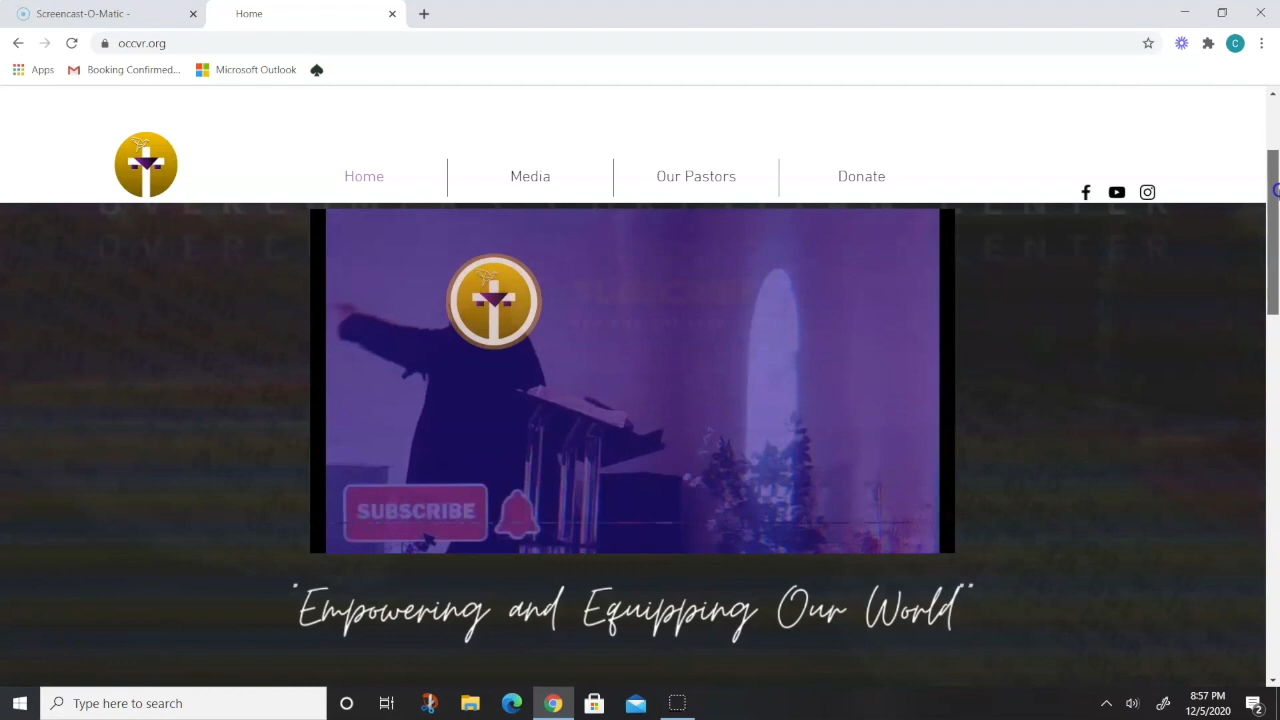 Screencast-O-Matic -
Home
occvr.org
Apps
Booking Confirmed...
Microsoft Outlook
C
Home
Media
Our Pastors
Donate
SUBSCRIBE
"Empowering and Equipping Our World"
Type here to search
8:57 PM
12/5/2020
2